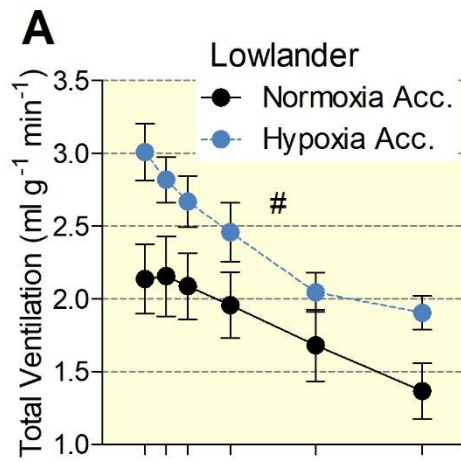 A
Lowlander
Normoxia Acc.
Hypoxia Acc.
Total Ventilation (ml g⁻¹ min⁻¹)
3.5
3.0
2.5
#
2.0
1.5
1.0